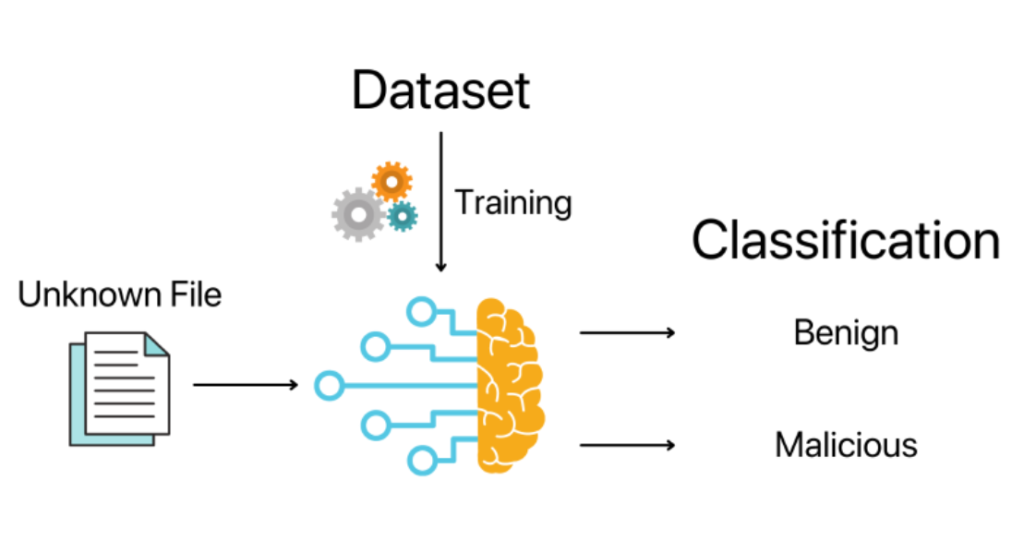 Dataset
Training
Classification
Unknown File
Benign
Malicious